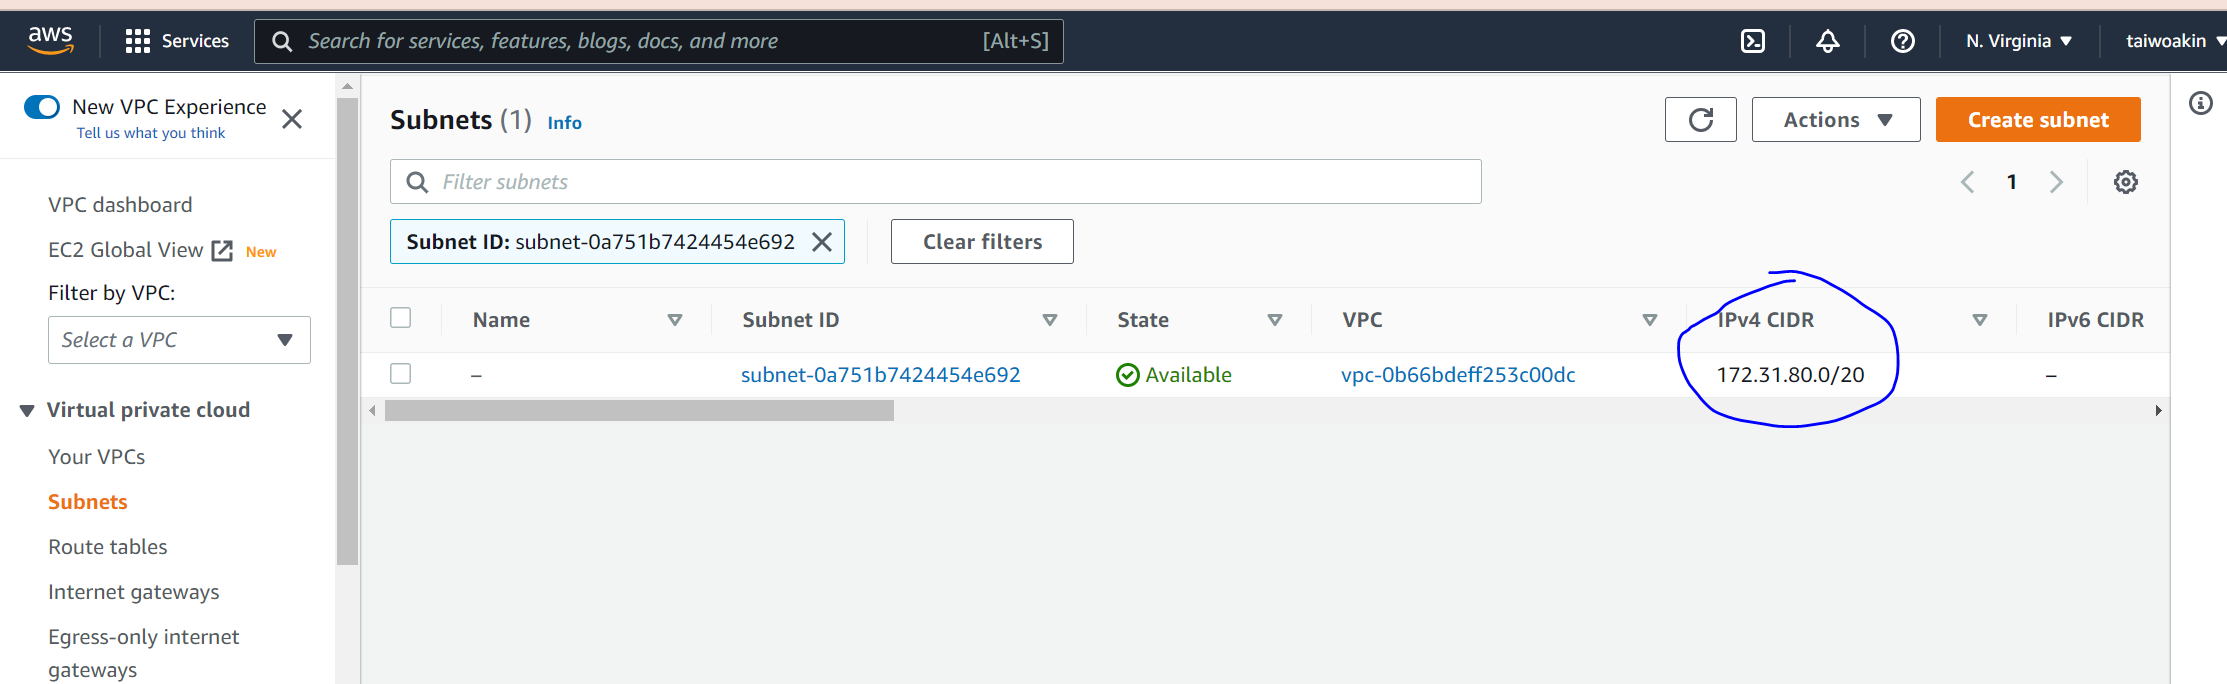 aws Services Search for services, features, blogs, docs, and more [Alt+S] N. Virginia taiwoakin
New VPC Experience
Tell us what you think
VPC dashboard
EC2 Global View New
Filter by VPC:
Select a VPC
Virtual private cloud
Your VPCs
Subnets
Route tables
Internet gateways
Egress-only internet
gateways
Subnets (1) Info Actions Create subnet
Filter subnets 1
Subnet ID: subnet-0a751b7424454e692 Clear filters
Name Subnet ID State VPC IPv4 CIDR IPv6 CIDR
– subnet-0a751b7424454e692 Available vpc-0b66bdeff253c00dc 172.31.80.0/20 –